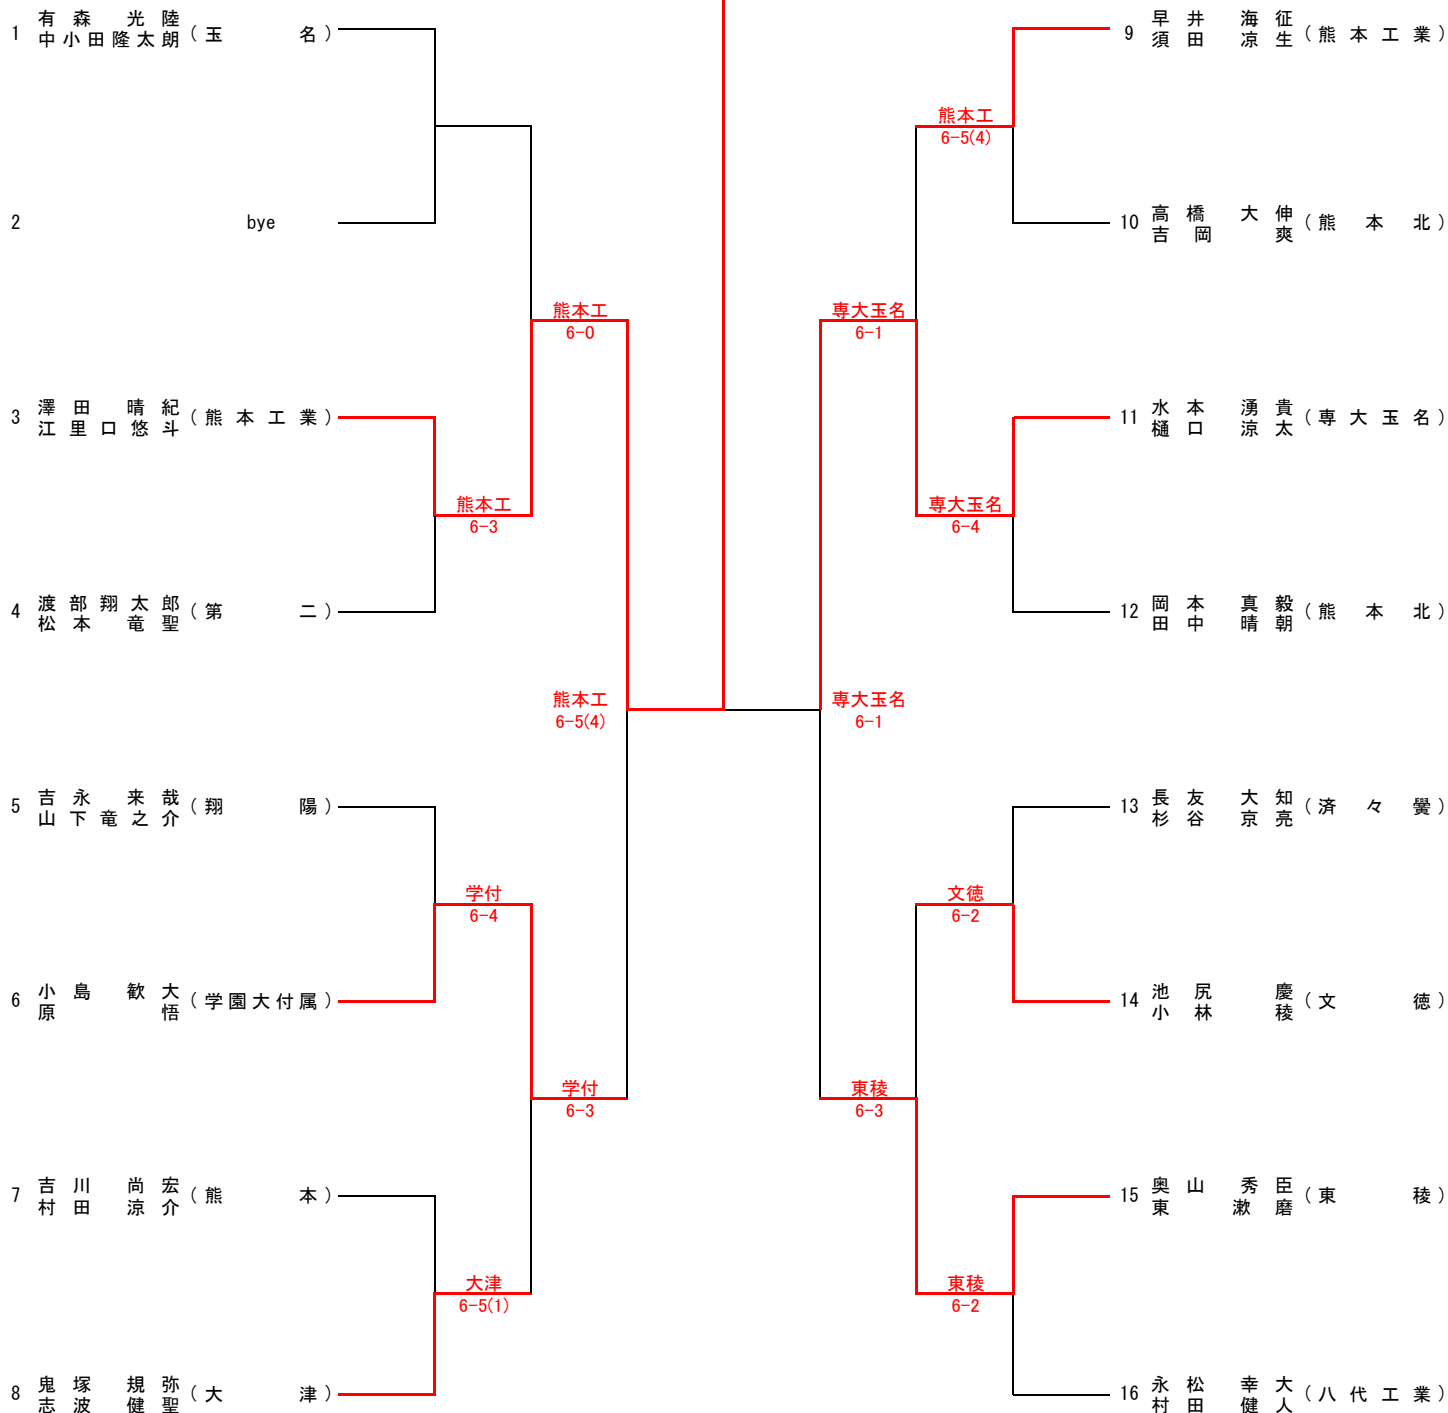 1 有森光陸 (玉名)
中小田隆太朗
2 bye
3 澤田晴紀 (熊本工業)
江里口悠斗
4 渡部翔太郎 (第二)
松本竜聖
5 吉永来哉 (翔陽)
山下竜之介
6 小島歓大 (学園大付属)
原悟
7 吉川尚宏 (熊本)
村田涼介
8 鬼塚規弥 (大津)
志波健聖
熊本工
6-3
学付
6-4
大津
6-5(1)
熊本工
6-0
学付
6-3
熊本工
6-5(4)
専大玉名
6-1
専大玉名
6-1
東稜
6-3
熊本工
6-5(4)
専大玉名
6-4
文徳
6-2
東稜
6-2
9 早井海征 (熊本工業)
須田凉生
10 高橋大伸 (熊本北)
吉岡爽
11 水本湧貴 (専大玉名)
樋口涼太
12 岡本真毅 (熊本北)
田中晴朝
13 長友大知 (済々黌)
杉谷京亮
14 池尻慶 (文徳)
小林稜
15 奥山秀臣 (東稜)
東漱磨
16 永松幸大 (八代工業)
村田健人